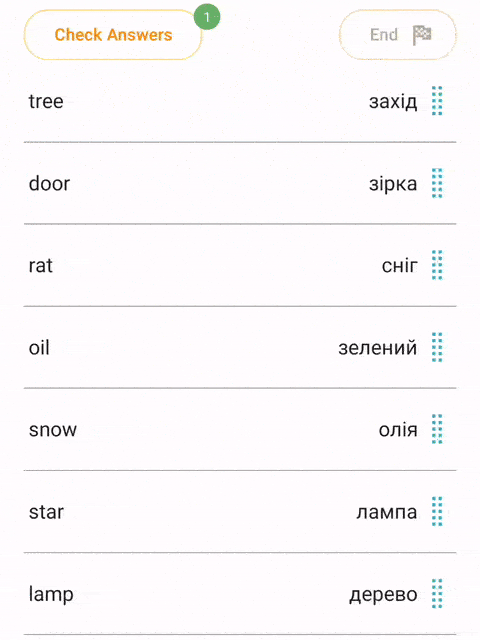 Check Answers
1
End
tree захід
door зірка
rat сніг
oil зелений
snow олія
star лампа
lamp дерево